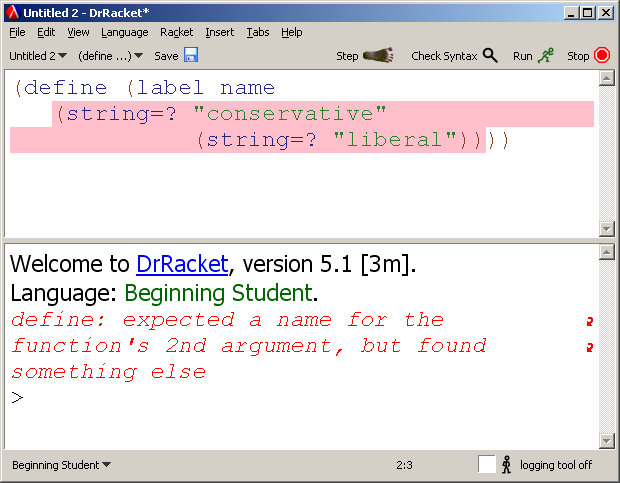 Untitled 2 - DrRacket*
File Edit View Language Racket Insert Tabs Help
Untitled 2 (define ...) Save Step Check Syntax Run Stop
(define (label name
(string=? "conservative"
(string=? "liberal"))))
Welcome to DrRacket, version 5.1 [3m].
Language: Beginning Student.
define: expected a name for the
function's 2nd argument, but found
something else
>
Beginning Student 2:3 logging tool off